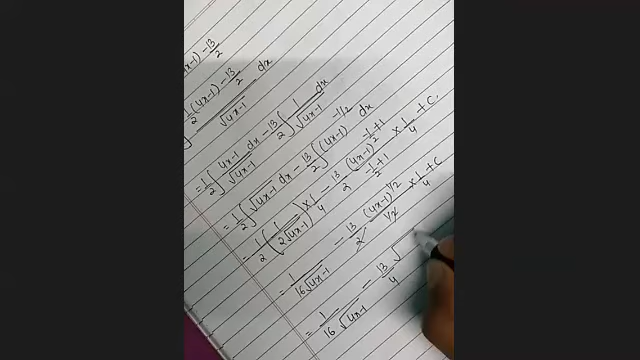 4x-1) - 13/2
1/2 (4x-1) - 13/2 / √4x-1 dx
= 1/2 ∫ 4x-1 / √4x-1 dx - 13/2 ∫ 1/√4x-1 dx
= 1/2 ∫ √4x-1 dx - 13/2 ∫ (4x-1)^-1/2 dx
= 1/2 (1 / 2√4x-1) × 1/4 - 13/2 (4x-1)^-1/2+1 / -1/2+1 × 1/4 + C
= 1 / 16√4x-1 - 13/2 (4x-1)^1/2 / 1/2 × 1/4 + C
= 1 / 16 √4x-1 - 13/4 √